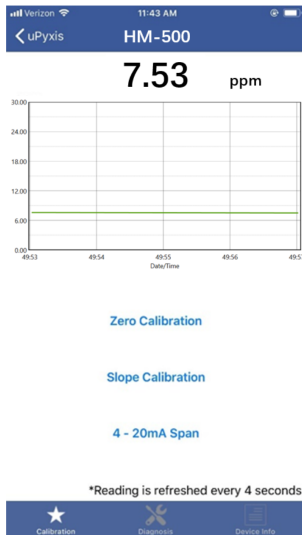 Verizon 11:43 AM
uPyxis HM-500
7.53 ppm
30.00
24.00
18.00
12.00
6.00
0.00
49:53 49:54 49:55 49:56 49:5
Date/Time
Zero Calibration
Slope Calibration
4 - 20mA Span
*Reading is refreshed every 4 seconds
Calibration Diagnosis Device Info